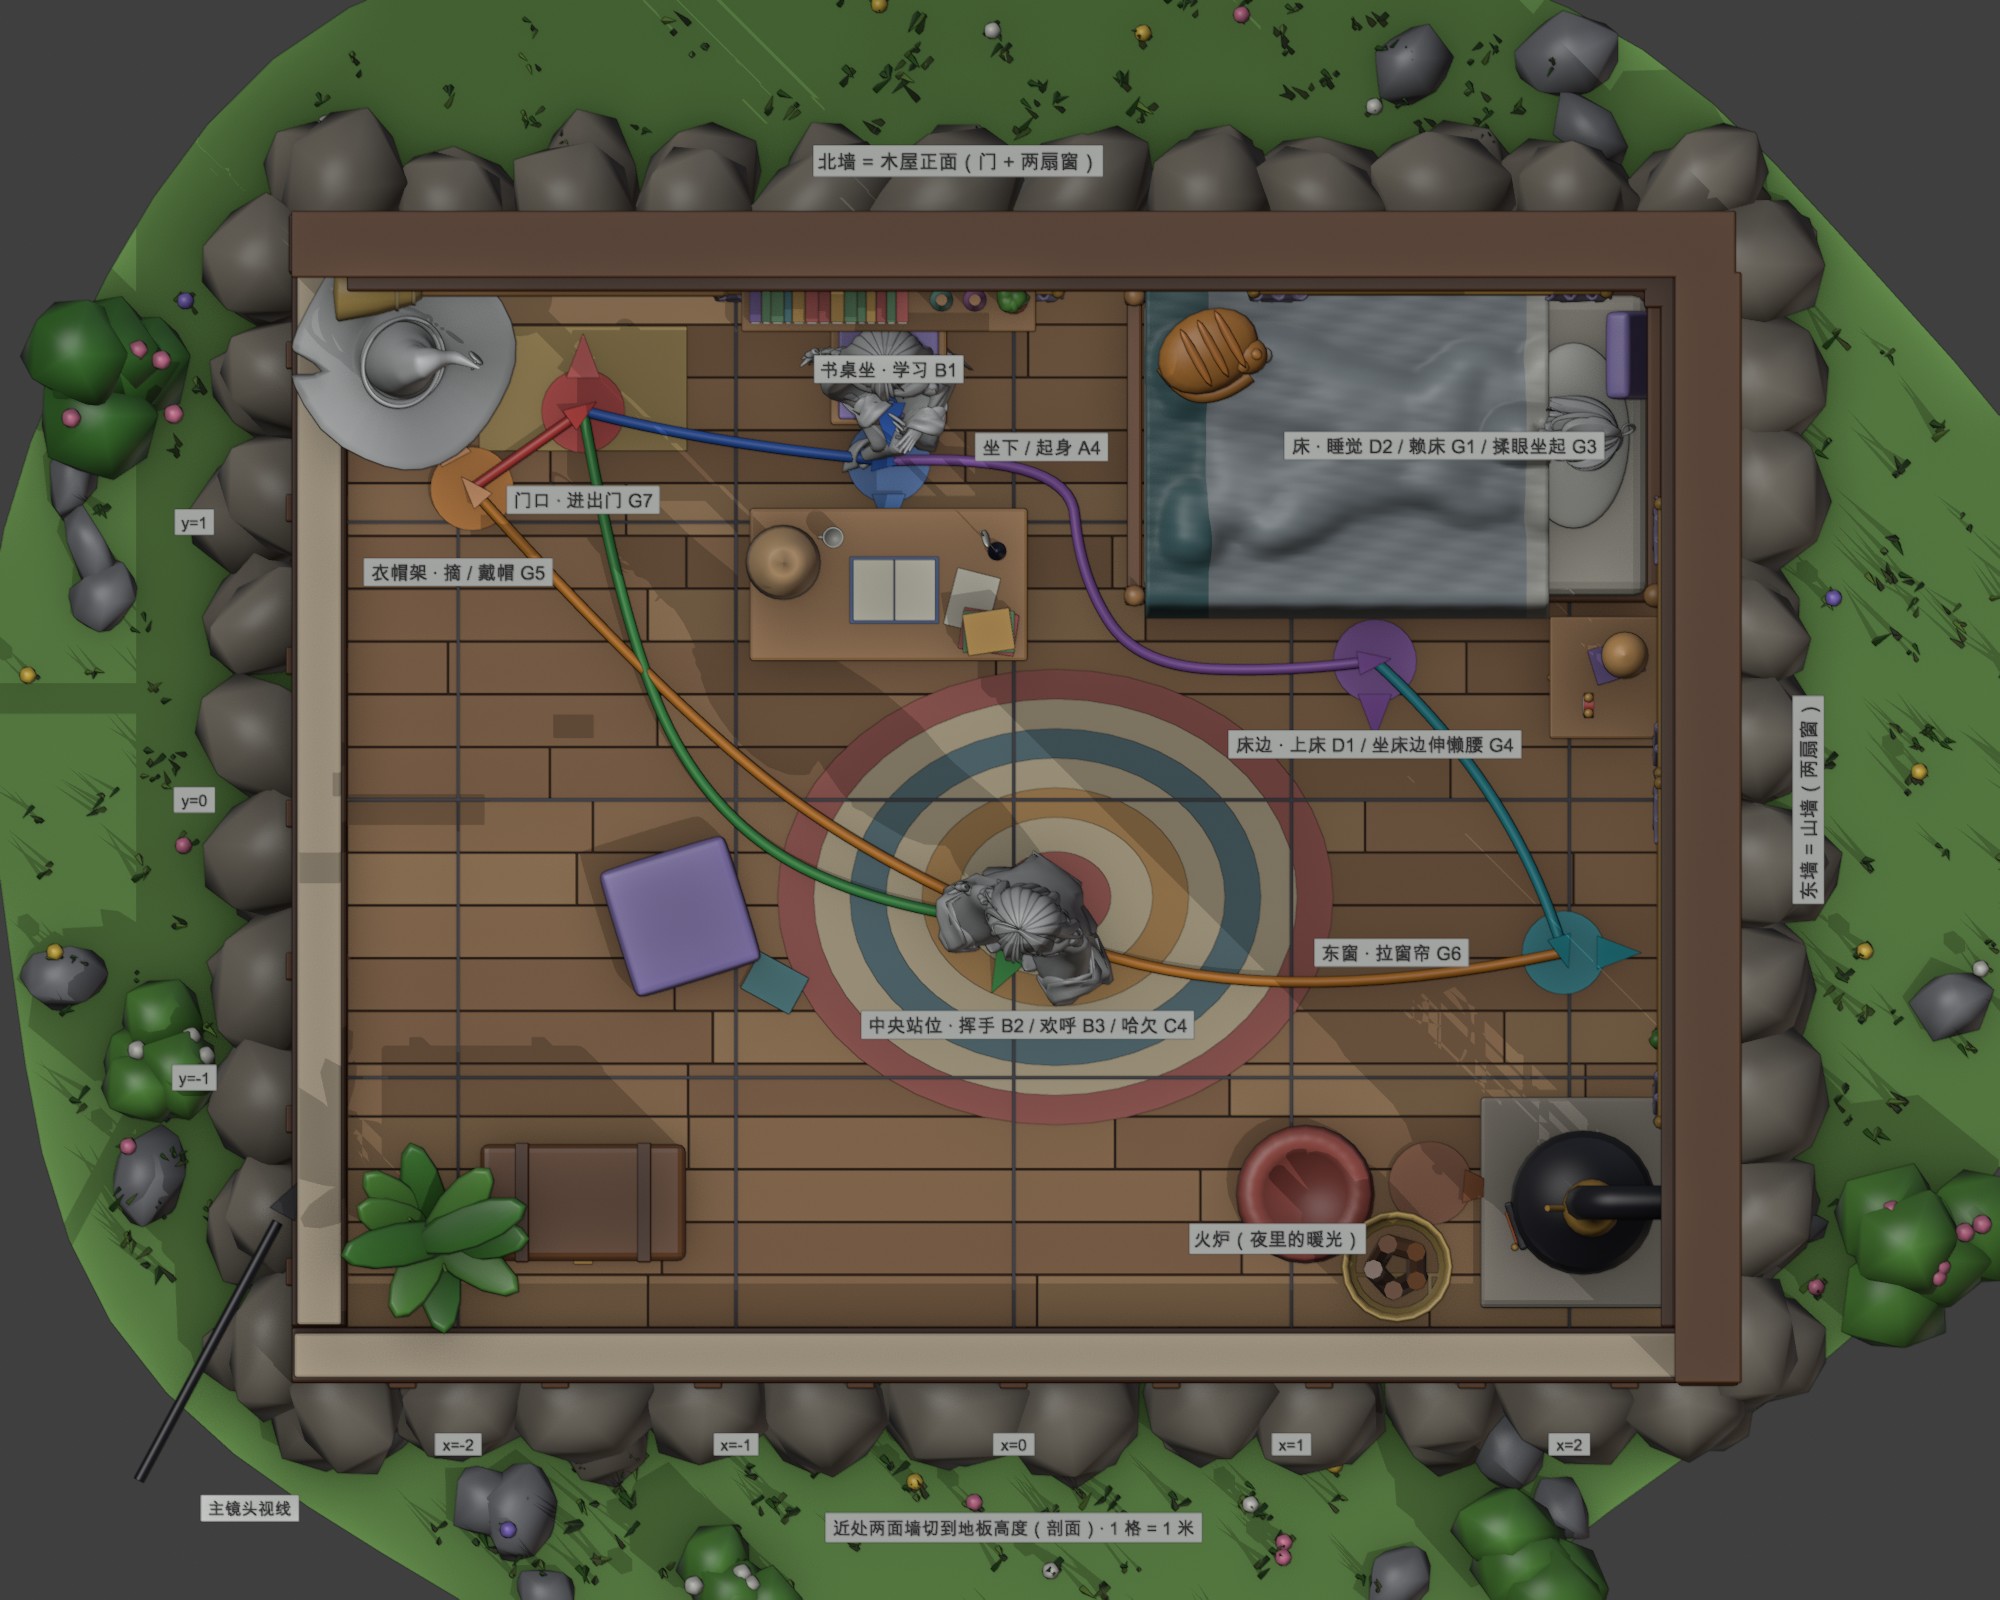 北墙 = 木屋正面 ( 门 + 两扇窗 )
书桌坐 · 学习 B1
坐下 / 起身 A4
床 · 睡觉 D2 / 赖床 G1 / 揉眼坐起 G3
门口 · 进出门 G7
y=1
衣帽架 · 摘 / 戴帽 G5
床边 · 上床 D1 / 坐床边伸懒腰 G4
东墙 = 山墙 ( 两扇窗 )
y=0
东窗 · 拉窗帘 G6
中央站位 · 挥手 B2 / 欢呼 B3 / 哈欠 C4
y=-1
火炉 ( 夜里的暖光 )
x=-2
x=-1
x=0
x=1
x=2
主镜头视线
近处两面墙切到地板高度 ( 剖面 ) · 1 格 = 1 米